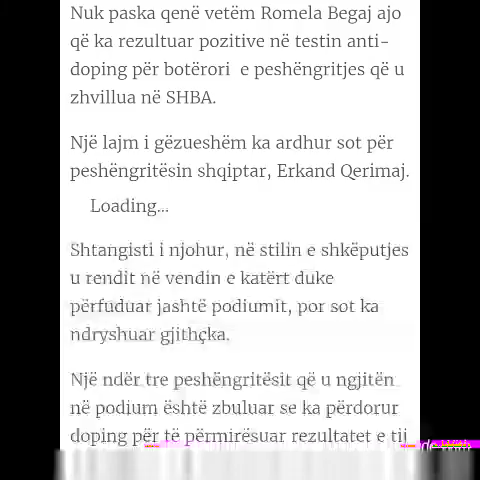 Nuk paska qenë vetëm Romela Begaj ajo
që ka rezultuar pozitive në testin anti-
doping për botërori e peshëngritjes që u
zhvillua në SHBA.
Një lajm i gëzueshëm ka ardhur sot për
peshëngritësin shqiptar, Erkand Qerimaj.
Loading...
Shtangisti i njohur, në stilin e shkëputjes
u rendit në vendin e katërt duke
përfuduar jashtë podiumit, por sot ka
ndryshuar gjithçka.
Një ndër tre peshëngritësit që u ngjitën
në podium është zbuluar se ka përdorur
doping për të përmirësuar rezultatet e tij